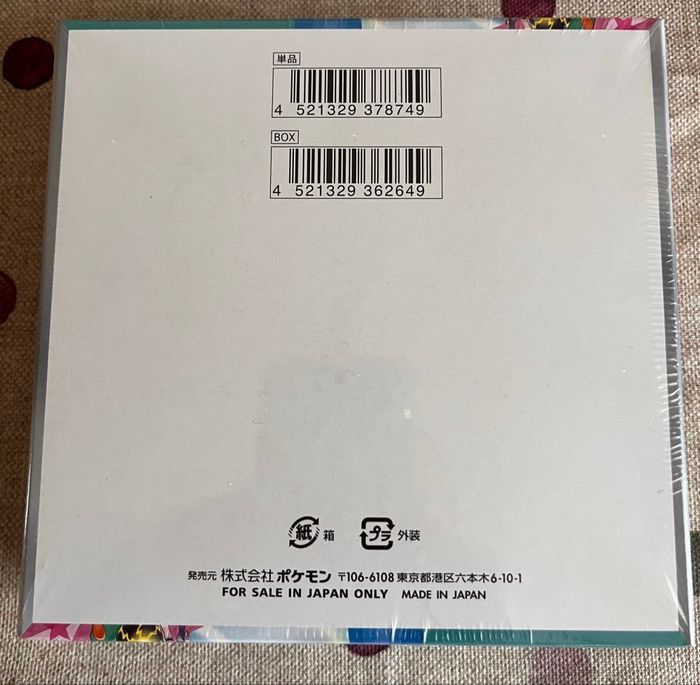 単品
4 521329 378749
BOX
4 521329 362649
紙 箱 プラ 外装
発売元 株式会社 ポケモン 〒106-6108 東京都港区六本木6-10-1
FOR SALE IN JAPAN ONLY MADE IN JAPAN